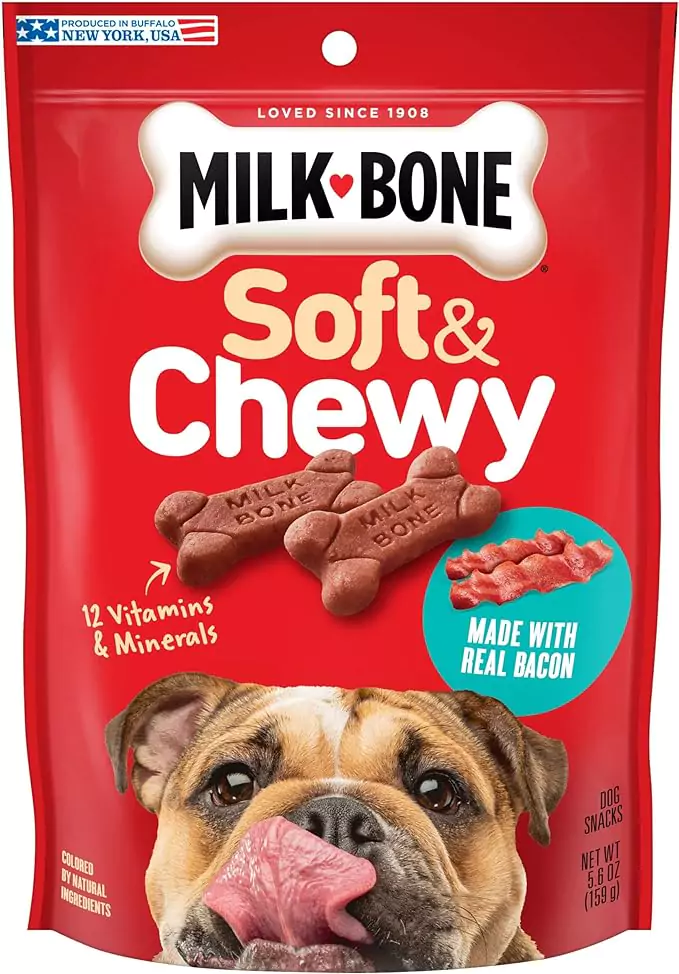 PRODUCED IN BUFFALO
NEW YORK, USA
LOVED SINCE 1908
MILK BONE
®
Soft &
Chewy
MILK
BONE
MILK
BONE
12 Vitamins
& Minerals
MADE WITH
REAL BACON
DOG
SNACKS
NET WT
5.6 OZ
(159 g)
COLORED
BY NATURAL
INGREDIENTS